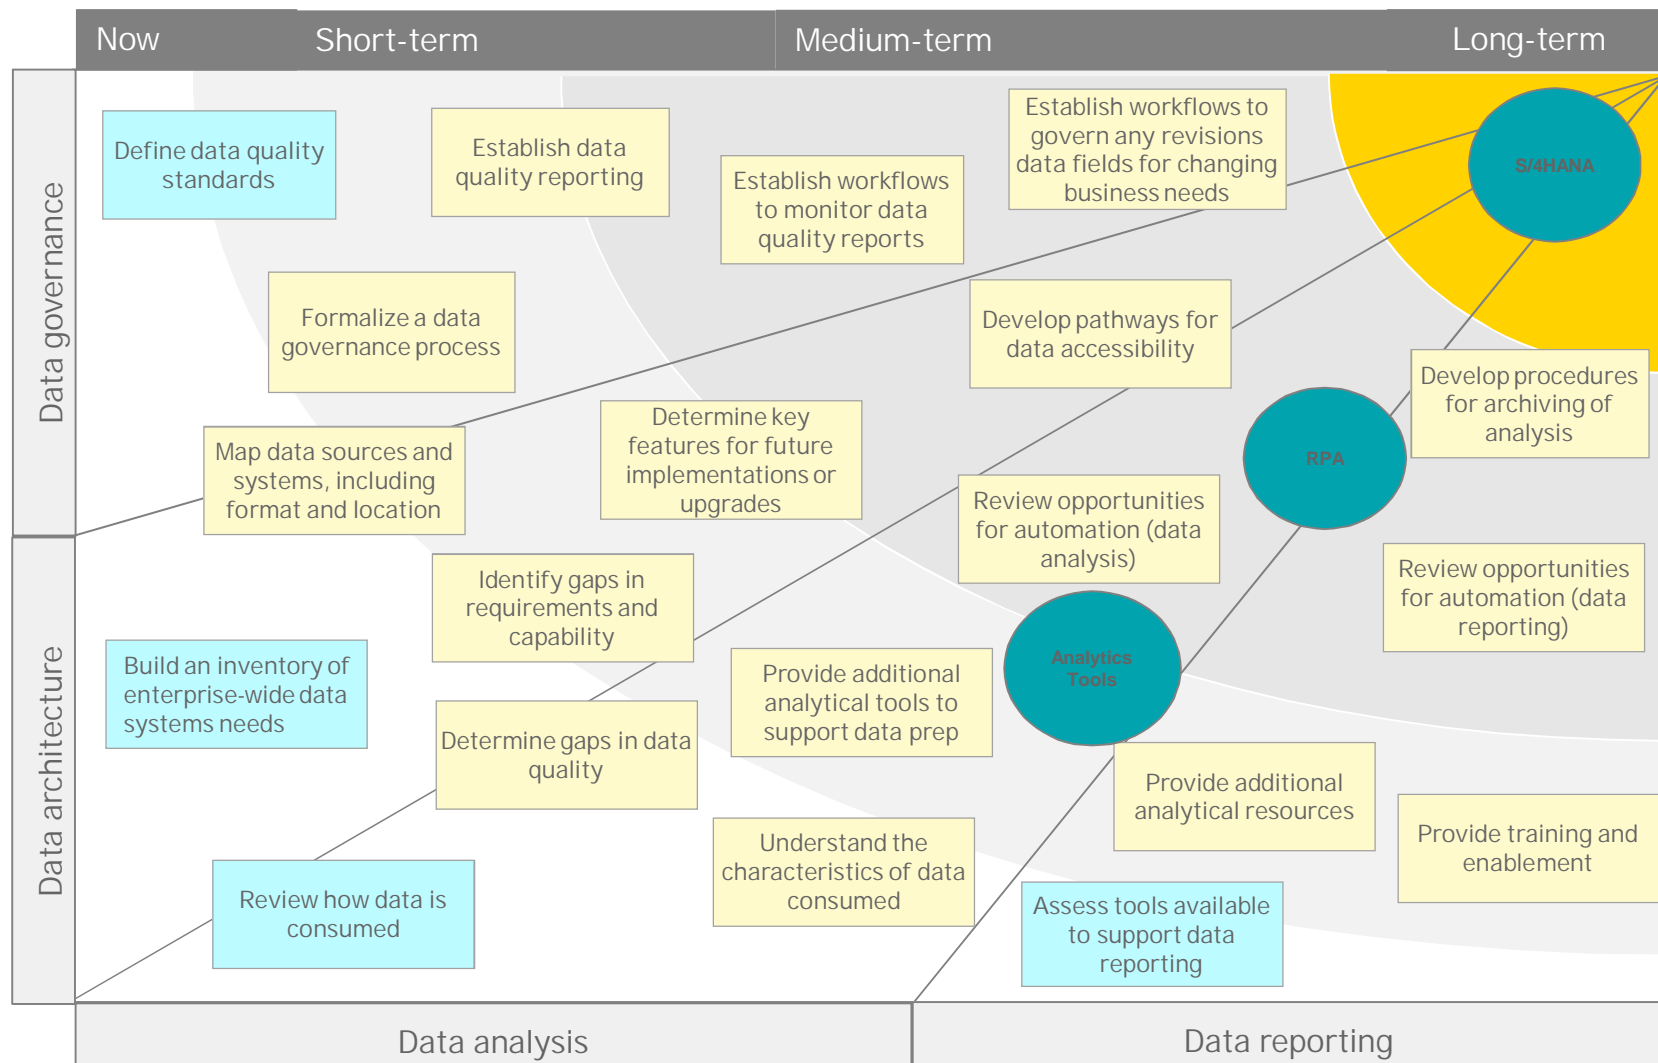 Now
Short-term
Medium-term
Long-term
Data governance
Define data quality
standards
Establish data
quality reporting
Establish workflows
to monitor data
quality reports
Establish workflows to
govern any revisions
data fields for changing
business needs
S/4HANA
Formalize a data
governance process
Develop pathways for
data accessibility
Develop procedures
for archiving of
analysis
Map data sources and
systems, including
format and location
Determine key
features for future
implementations or
upgrades
RPA
Review opportunities
for automation (data
analysis)
Review opportunities
for automation (data
reporting)
Data architecture
Identify gaps in
requirements and
capability
Build an inventory of
enterprise-wide data
systems needs
Provide additional
analytical tools to
support data prep
Analytics
Tools
Determine gaps in data
quality
Provide additional
analytical resources
Provide training and
enablement
Understand the
characteristics of data
consumed
Review how data is
consumed
Assess tools available
to support data
reporting
Data analysis
Data reporting